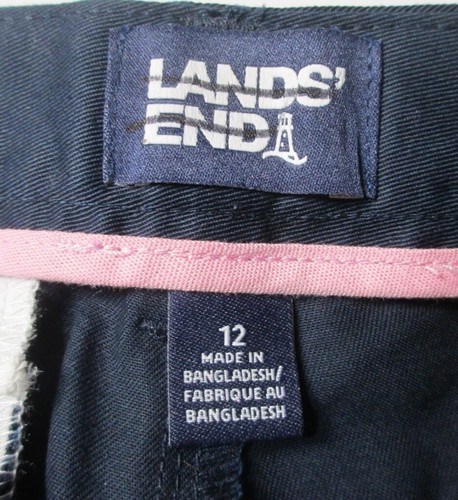 LANDS'
END
12
MADE IN
BANGLADESH/
FABRIQUE AU
BANGLADESH